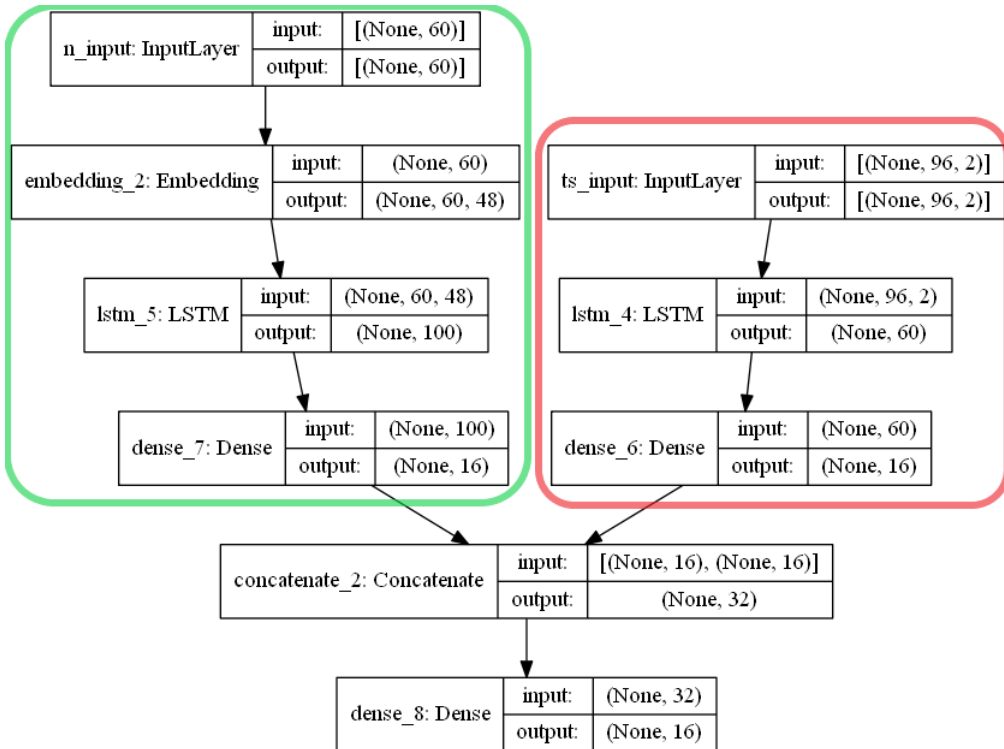 n_input: InputLayer
input: [(None, 60)]
output: [(None, 60)]
embedding_2: Embedding
input: (None, 60)
output: (None, 60, 48)
ts_input: InputLayer
input: [(None, 96, 2)]
output: [(None, 96, 2)]
lstm_5: LSTM
input: (None, 60, 48)
output: (None, 100)
lstm_4: LSTM
input: (None, 96, 2)
output: (None, 60)
dense_7: Dense
input: (None, 100)
output: (None, 16)
dense_6: Dense
input: (None, 60)
output: (None, 16)
concatenate_2: Concatenate
input: [(None, 16), (None, 16)]
output: (None, 32)
dense_8: Dense
input: (None, 32)
output: (None, 16)